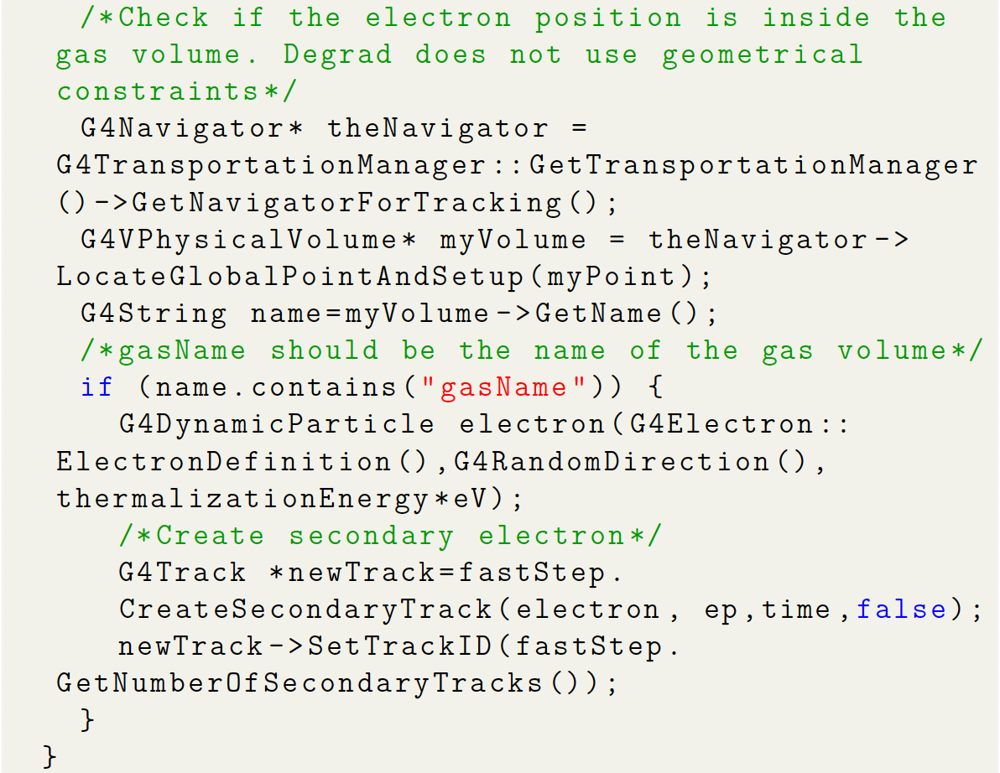 /*Check if the electron position is inside the
gas volume. Degrad does not use geometrical
constraints*/
G4Navigator* theNavigator =
G4TransportationManager::GetTransportationManager
()->GetNavigatorForTracking();
G4VPhysicalVolume* myVolume = theNavigator->
LocateGlobalPointAndSetup(myPoint);
G4String name=myVolume->GetName();
/*gasName should be the name of the gas volume*/
if (name.contains("gasName")) {
G4DynamicParticle electron(G4Electron::
ElectronDefinition(),G4RandomDirection(),
thermalizationEnergy*eV);
/*Create secondary electron*/
G4Track *newTrack=fastStep.
CreateSecondaryTrack(electron, ep,time,false);
newTrack->SetTrackID(fastStep.
GetNumberOfSecondaryTracks());
}
}